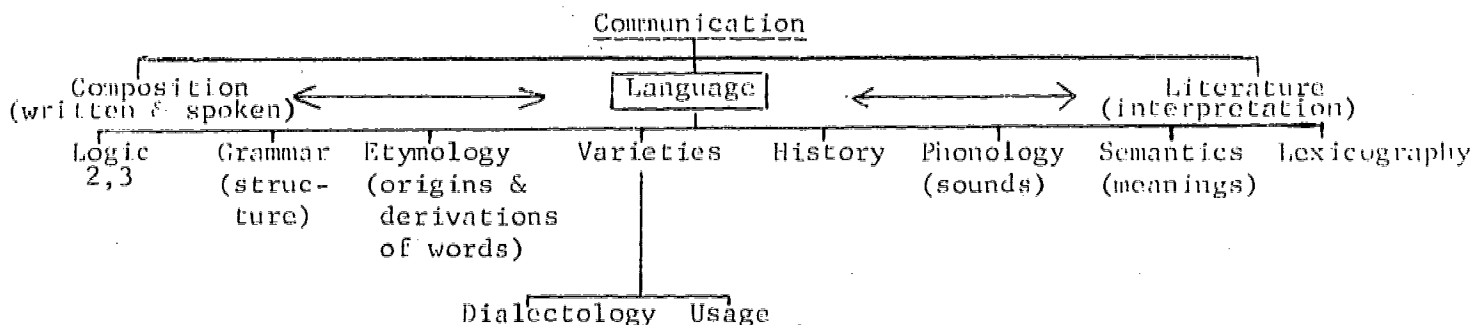 Communication
Composition Language Literature
(written & spoken) (interpretation)
Logic Grammar Etymology Varieties History Phonology Semantics Lexicography
2,3 (struc- (origins & (sounds) (meanings)
ture) derivations
of words)
Dialectology Usage